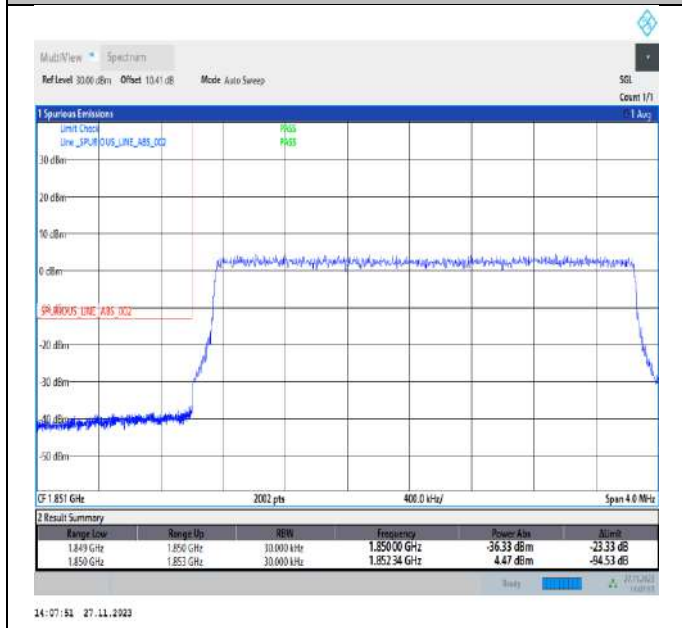 MultiView Spectrum
Ref Level 30.00 dBm Offset 10.41 dB Mode Auto Sweep SGL
Count 1/1
1 Spurious Emissions 1 Avg
Limit Check PASS
Line _SPURIOUS_LINE_ABS_002 PASS
30 dBm
20 dBm
10 dBm
0 dBm
SPURIOUS_LINE_ABS_002
-20 dBm
-30 dBm
-40 dBm
-50 dBm
CF 1.851 GHz 2002 pts 400.0 kHz/ Span 4.0 MHz
2 Result Summary
Range Low Range Up RBW Frequency Power Abs ΔLimit
1.849 GHz 1.850 GHz 30.000 kHz 1.85000 GHz -36.33 dBm -23.33 dB
1.850 GHz 1.853 GHz 30.000 kHz 1.85234 GHz 4.47 dBm -94.53 dB
Ready 27.11.2023
14:07:51 27.11.2023